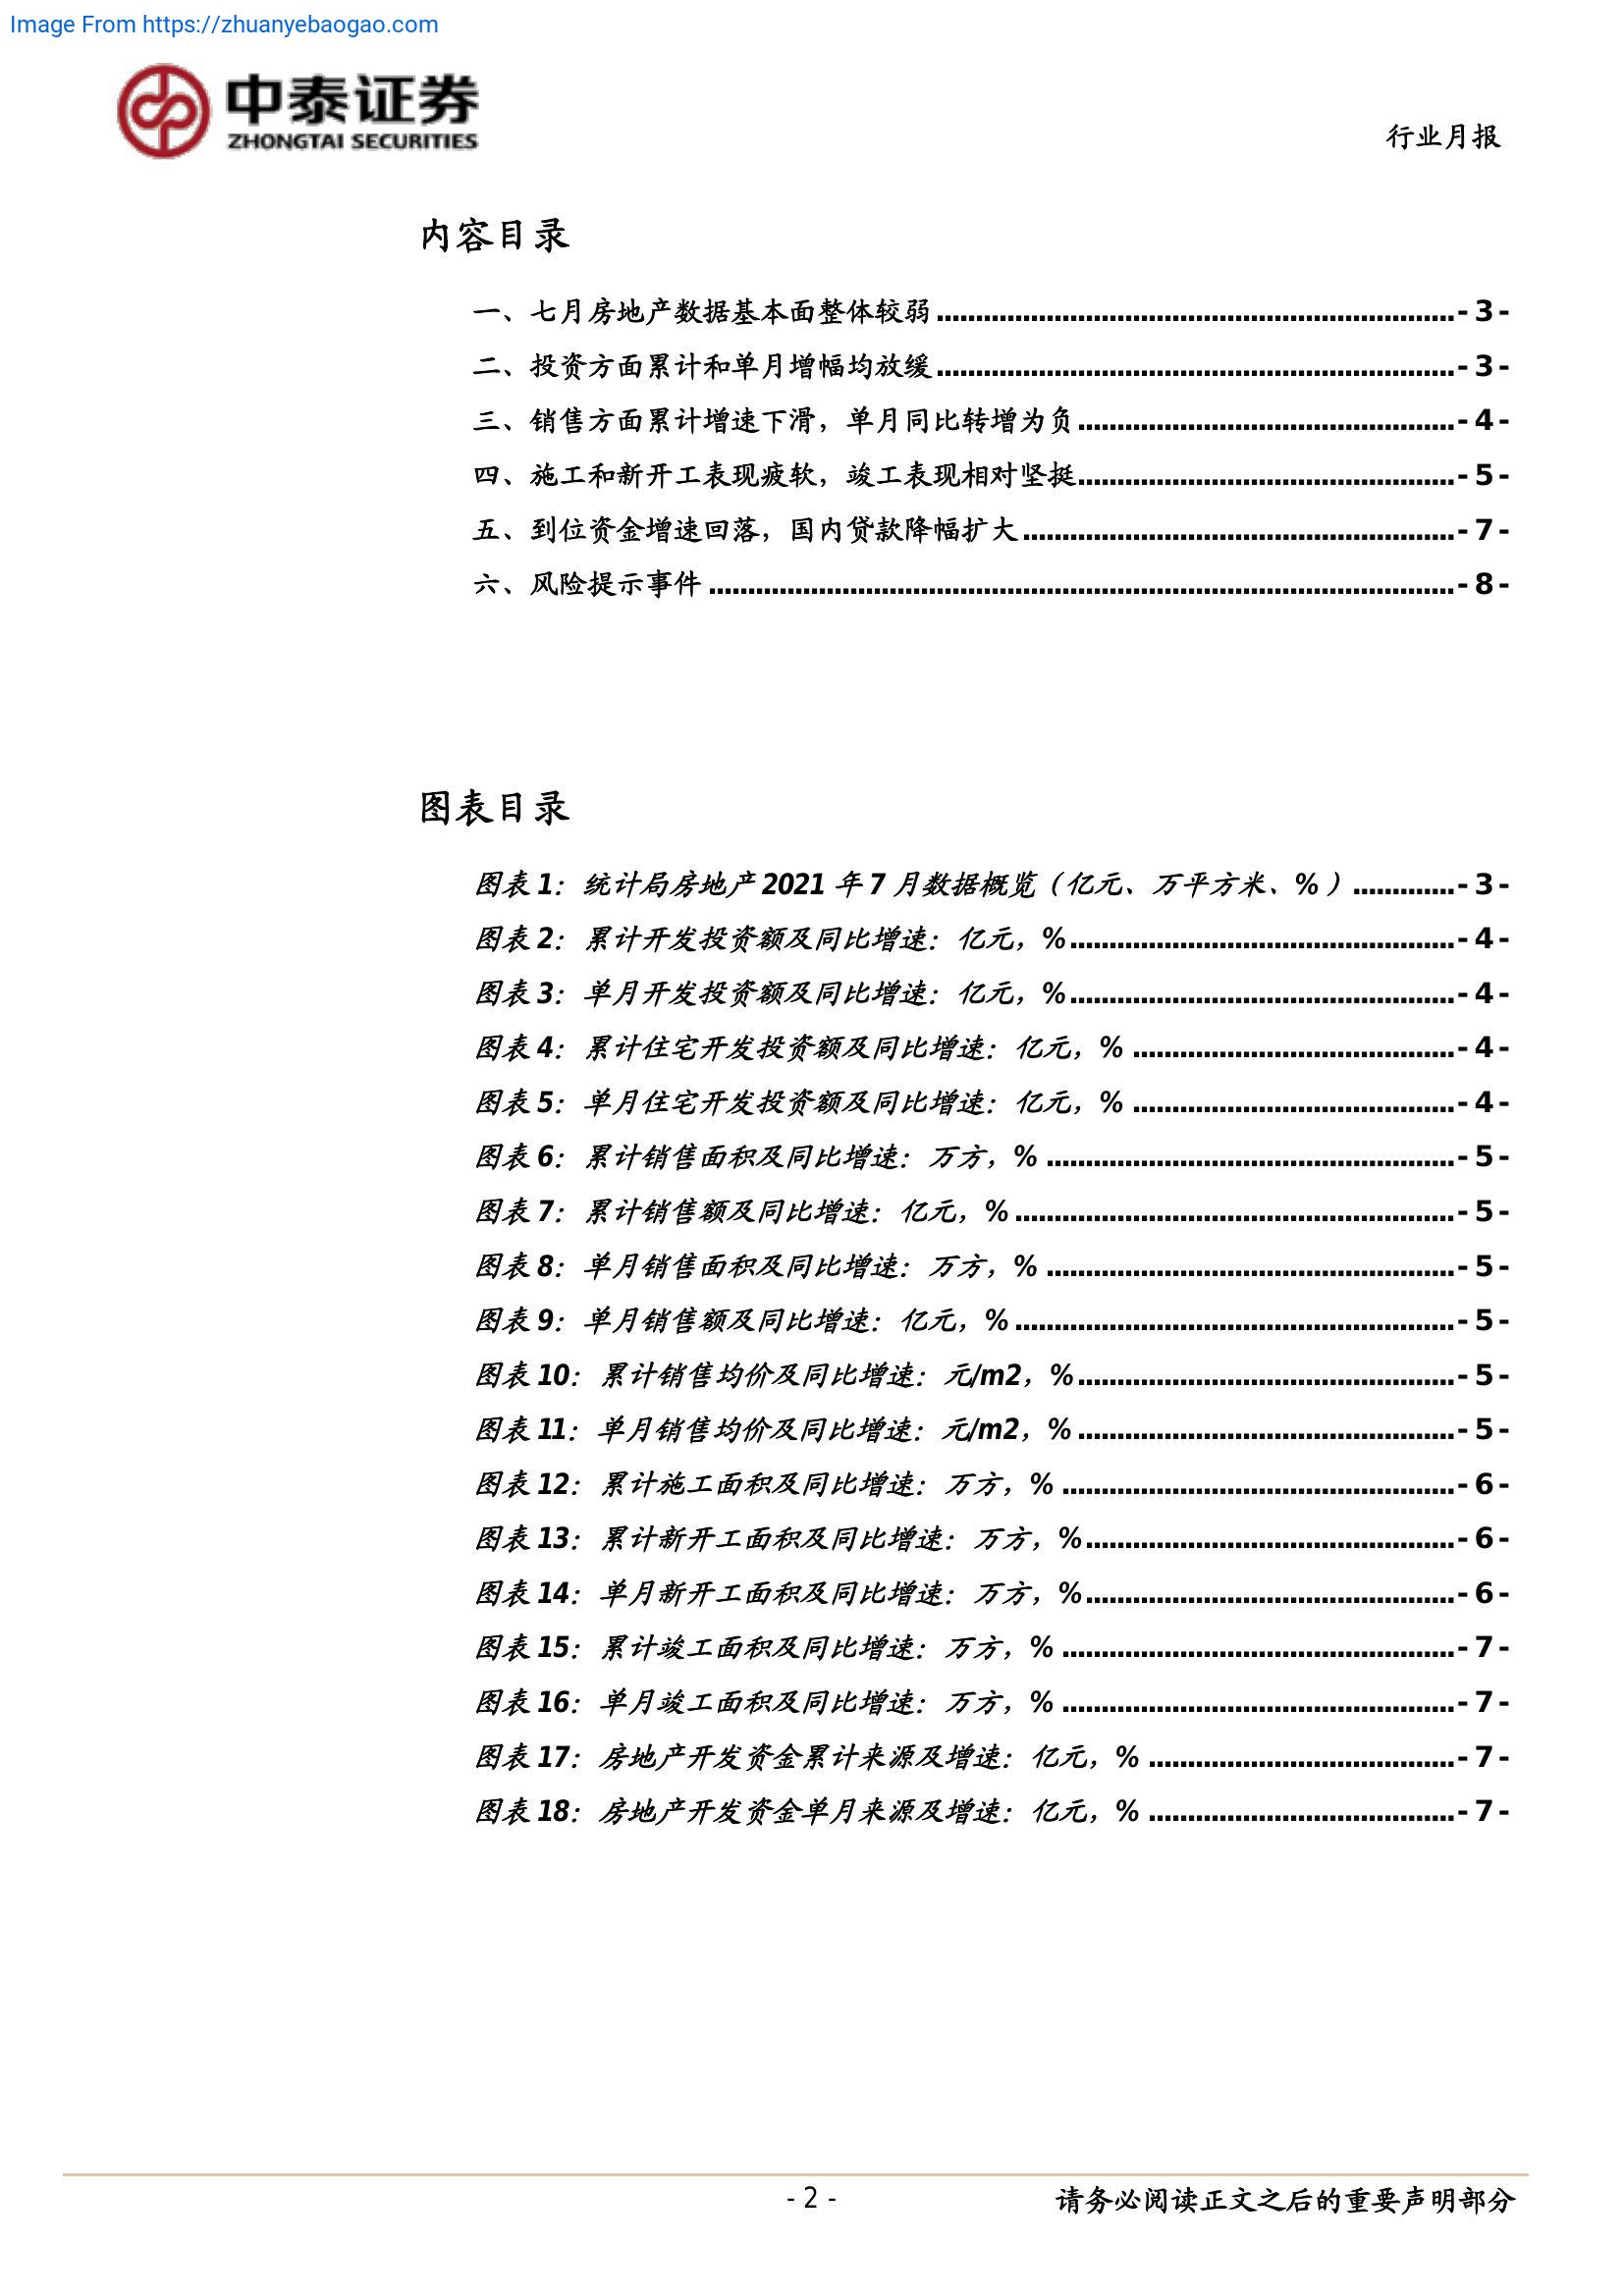 Image From https://zhuanyebaogao.com
中泰证券
ZHONGTAI SECURITIES
行业月报
内容目录
一、七月房地产数据基本面整体较弱.....- 3 -
二、投资方面累计和单月增幅均放缓.....- 3 -
三、销售方面累计增速下滑，单月同比转增为负.....- 4 -
四、施工和新开工表现疲软，竣工表现相对坚挺.....- 5 -
五、到位资金增速回落，国内贷款降幅扩大.....- 7 -
六、风险提示事件.....- 8 -
图表目录
图表 1：统计局房地产 2021 年 7 月数据概览（亿元、万平方米、%）.....- 3 -
图表 2：累计开发投资额及同比增速：亿元，%.....- 4 -
图表 3：单月开发投资额及同比增速：亿元，%.....- 4 -
图表 4：累计住宅开发投资额及同比增速：亿元，%.....- 4 -
图表 5：单月住宅开发投资额及同比增速：亿元，%.....- 4 -
图表 6：累计销售面积及同比增速：万方，%.....- 5 -
图表 7：累计销售额及同比增速：亿元，%.....- 5 -
图表 8：单月销售面积及同比增速：万方，%.....- 5 -
图表 9：单月销售额及同比增速：亿元，%.....- 5 -
图表 10：累计销售均价及同比增速：元/m2，%.....- 5 -
图表 11：单月销售均价及同比增速：元/m2，%.....- 5 -
图表 12：累计施工面积及同比增速：万方，%.....- 6 -
图表 13：累计新开工面积及同比增速：万方，%.....- 6 -
图表 14：单月新开工面积及同比增速：万方，%.....- 6 -
图表 15：累计竣工面积及同比增速：万方，%.....- 7 -
图表 16：单月竣工面积及同比增速：万方，%.....- 7 -
图表 17：房地产开发资金累计来源及增速：亿元，%.....- 7 -
图表 18：房地产开发资金单月来源及增速：亿元，%.....- 7 -
- 2 -
请务必阅读正文之后的重要声明部分